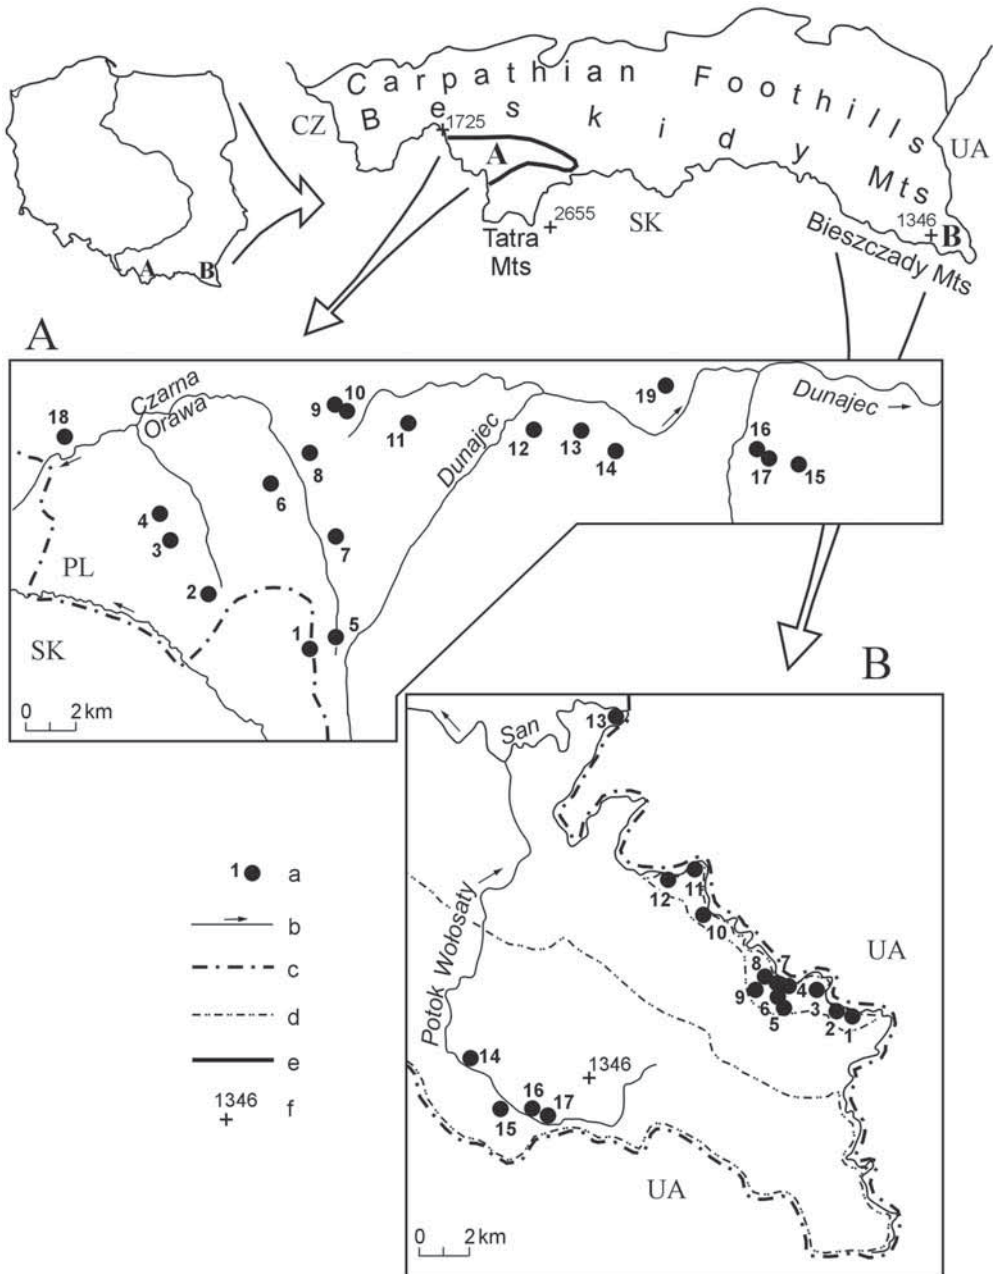 Carpathian Foothills
Beskidy Mts
CZ
1725
A
UA
2655
SK
Tatra
Mts
1346
B
Bieszczady Mts
A
B
A
Czarna
Orawa
Dunajec
Dunajec
18
9
10
11
19
8
12
13
14
16
17
15
6
4
3
7
PL
2
1
5
SK
0
2 km
B
San
13
Potok Wołosaty
12
11
10
UA
8
7
9
6
5
4
3
2
1
14
1346
16
17
15
UA
0
2 km
1 a
b
c
d
e
1346 f